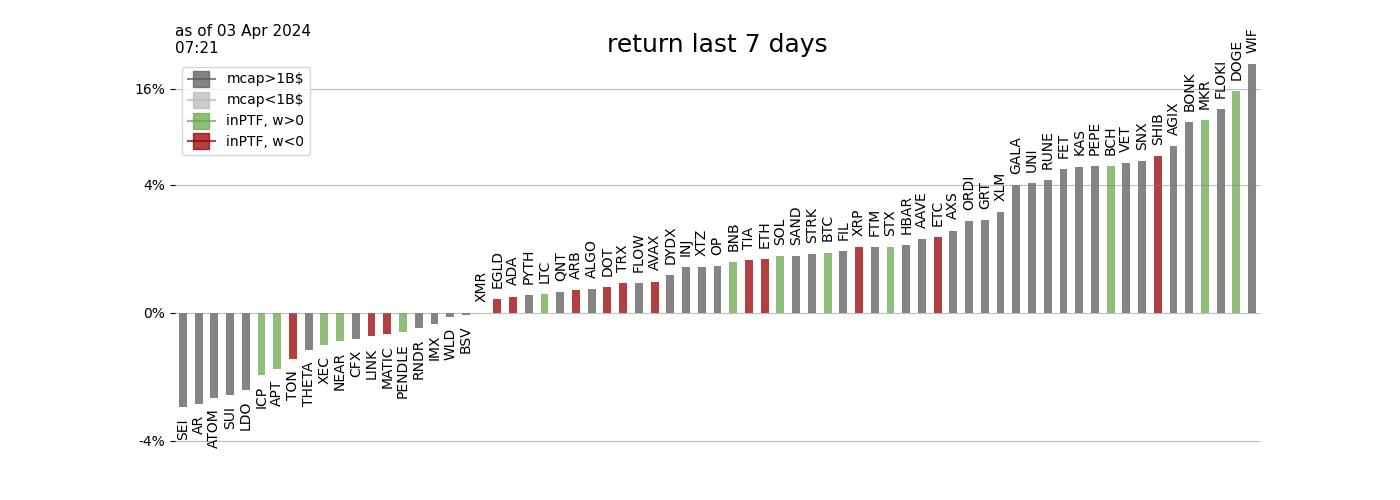 as of 03 Apr 2024
07:21
return last 7 days
mcap>1B$
mcap<1B$
inPTF, w>0
inPTF, w<0
16%
4%
0%
-4%
SEI
AR
ATOM
SUI
LDO
ICP
APT
TON
THETA
XEC
NEAR
CFX
LINK
MATIC
PENDLE
RNDR
IMX
WLD
BSV
XMR
EGLD
ADA
PYTH
LTC
QNT
ARB
ALGO
DOT
TRX
FLOW
AVAX
DYDX
INJ
XTZ
OP
BNB
TIA
ETH
SOL
SAND
STRK
BTC
FIL
XRP
FTM
STX
HBAR
AAVE
ETC
AXS
ORDI
GRT
XLM
GALA
UNI
RUNE
FET
KAS
PEPE
BCH
VET
SNX
SHIB
AGIX
BONK
MKR
FLOKI
DOGE
WIF